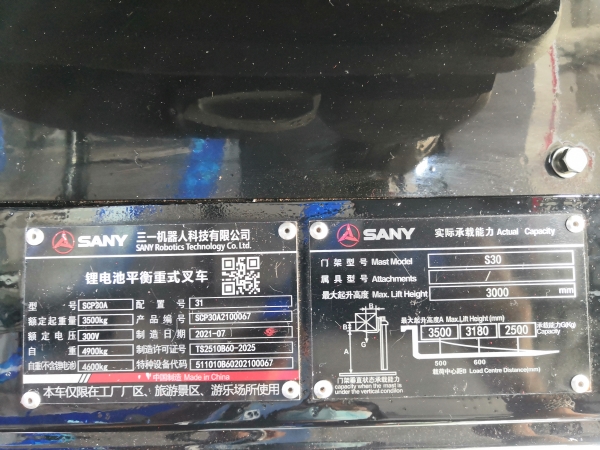 SANY 三一机器人科技有限公司
SANY Robotics Technology Co. Ltd.
锂电池平衡重式叉车
型 号 SCP30A 配 置 号 31
额定起重量 3500kg 产品编号 SCP30A2100067
额定电压 300V 制造日期 2021-07
自 重 4900kg 制造许可证号 TS2510B60-2025
自重(不含锂电池) 4600kg 特种设备代码 511010B60202100067
中国制造 Made in China
本车仅限在工厂厂区、旅游景区、游乐场所使用
SANY 实际承载能力 Actual Capacity
门架型号 Mast Model S30
属具型号 Attachments /
最大起升高度 Max. Lift Height 3000 mm
最大起升高度A Max.Lift Height (mm)
3500 3180 2500 承载能力G(Kg)
Capacity
B G
A
500 600
载荷中心距B Load Centre Distance(mm)
门架垂直状态承载能力
capacity when the mast is
under the vertical condition